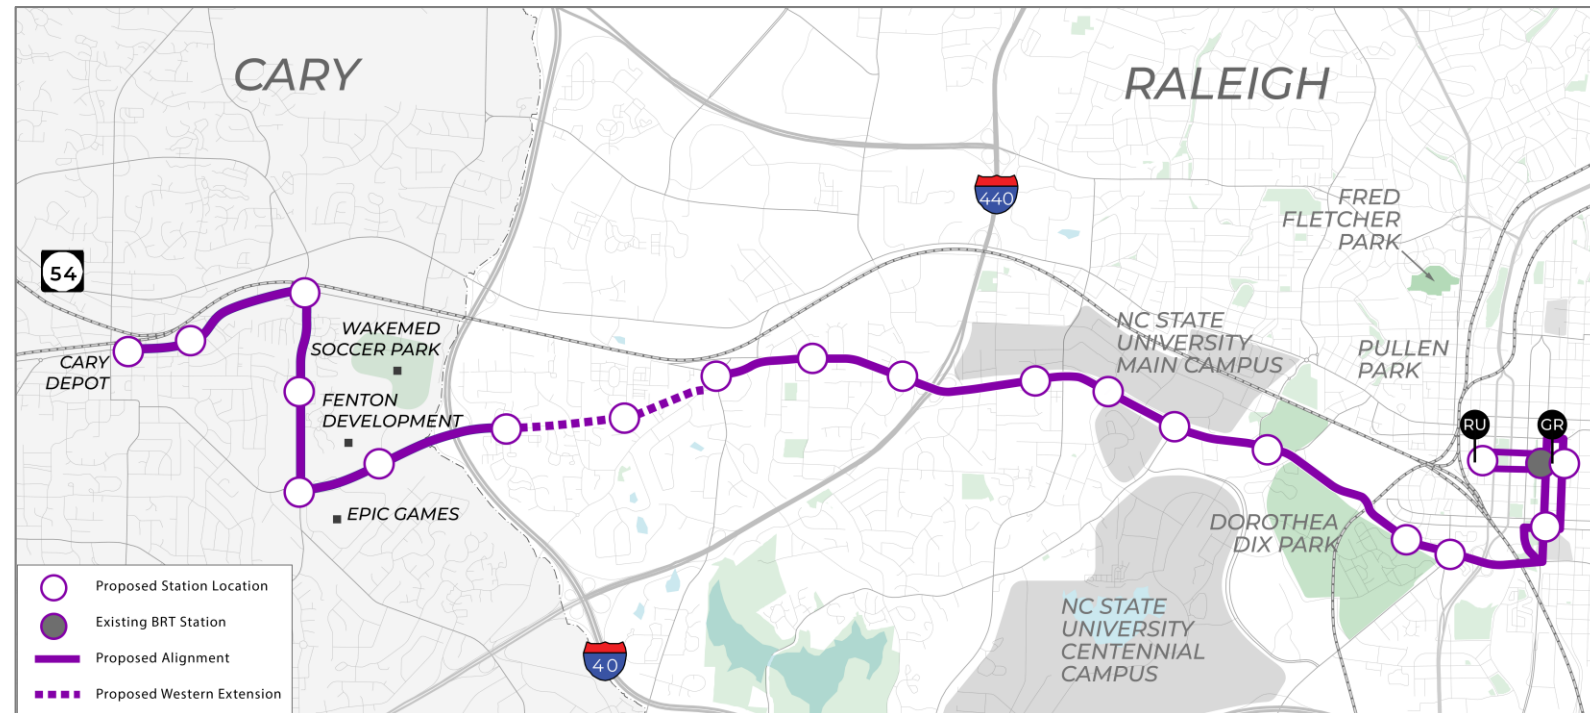 CARY
RALEIGH
440
FRED
FLETCHER
PARK
54
WAKEMED
SOCCER PARK
NC STATE
UNIVERSITY
MAIN CAMPUS
PULLEN
PARK
CARY
DEPOT
FENTON
DEVELOPMENT
RU
GR
EPIC GAMES
DOROTHEA
DIX PARK
NC STATE
UNIVERSITY
CENTENNIAL
CAMPUS
40
Proposed Station Location
Existing BRT Station
Proposed Alignment
Proposed Western Extension